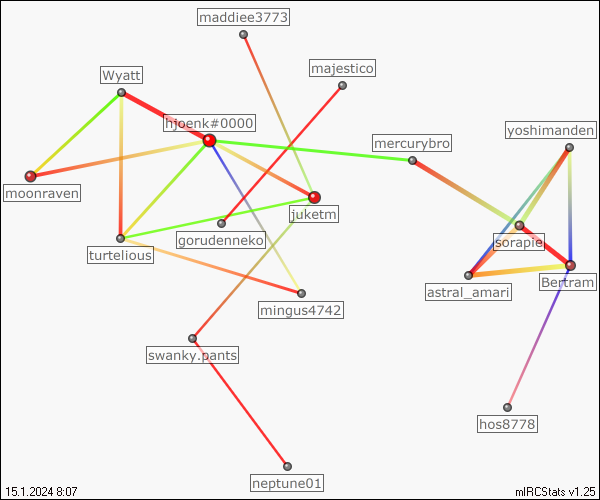 maddiee3773
majestico
Wyatt
hjoenk#0000
yoshimanden
mercurybro
moonraven
juketm
gorudenneko
sorapie
turtelious
Bertram
astral_amari
mingus4742
swanky.pants
hos8778
neptune01
15.1.2024 8:07
mIRCStats v1.25